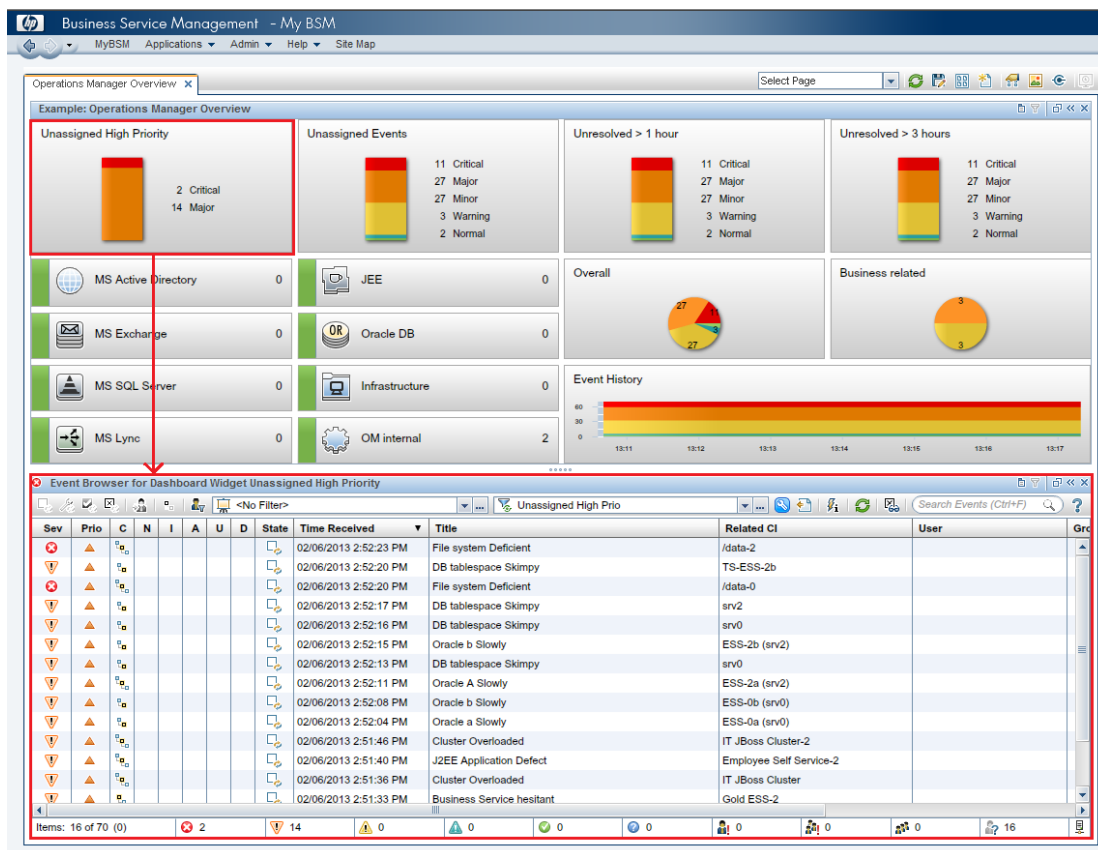 hp Business Service Management - My BSM
MyBSM Applications Admin Help Site Map
Operations Manager Overview
Select Page
Example: Operations Manager Overview
Unassigned High Priority
2 Critical
14 Major
Unassigned Events
11 Critical
27 Major
27 Minor
3 Warning
2 Normal
Unresolved > 1 hour
11 Critical
27 Major
27 Minor
3 Warning
2 Normal
Unresolved > 3 hours
11 Critical
27 Major
27 Minor
3 Warning
2 Normal
MS Active Directory 0
JEE 0
MS Exchange 0
OR Oracle DB 0
MS SQL Server 0
Infrastructure 0
MS Lync 0
OM internal 2
Overall
27
11
3
27
Business related
3
3
Event History
60
30
0
13:11 13:12 13:13 13:14 13:15 13:16 13:17
Event Browser for Dashboard Widget Unassigned High Priority
<No Filter> ... Unassigned High Prio ... Search Events (Ctrl+F) ?
Sev Prio C N I A U D State Time Received Title Related CI User Gro
02/06/2013 2:52:23 PM File system Deficient /data-2
02/06/2013 2:52:20 PM DB tablespace Skimpy TS-ESS-2b
02/06/2013 2:52:20 PM File system Deficient /data-0
02/06/2013 2:52:17 PM DB tablespace Skimpy srv2
02/06/2013 2:52:16 PM DB tablespace Skimpy srv0
02/06/2013 2:52:15 PM Oracle b Slowly ESS-2b (srv2)
02/06/2013 2:52:13 PM DB tablespace Skimpy srv0
02/06/2013 2:52:11 PM Oracle A Slowly ESS-2a (srv2)
02/06/2013 2:52:08 PM Oracle b Slowly ESS-0b (srv0)
02/06/2013 2:52:04 PM Oracle a Slowly ESS-0a (srv0)
02/06/2013 2:51:46 PM Cluster Overloaded IT JBoss Cluster-2
02/06/2013 2:51:40 PM J2EE Application Defect Employee Self Service-2
02/06/2013 2:51:36 PM Cluster Overloaded IT JBoss Cluster
02/06/2013 2:51:33 PM Business Service hesitant Gold ESS-2
Items: 16 of 70 (0) 2 14 0 0 0 0 0 0 0 16